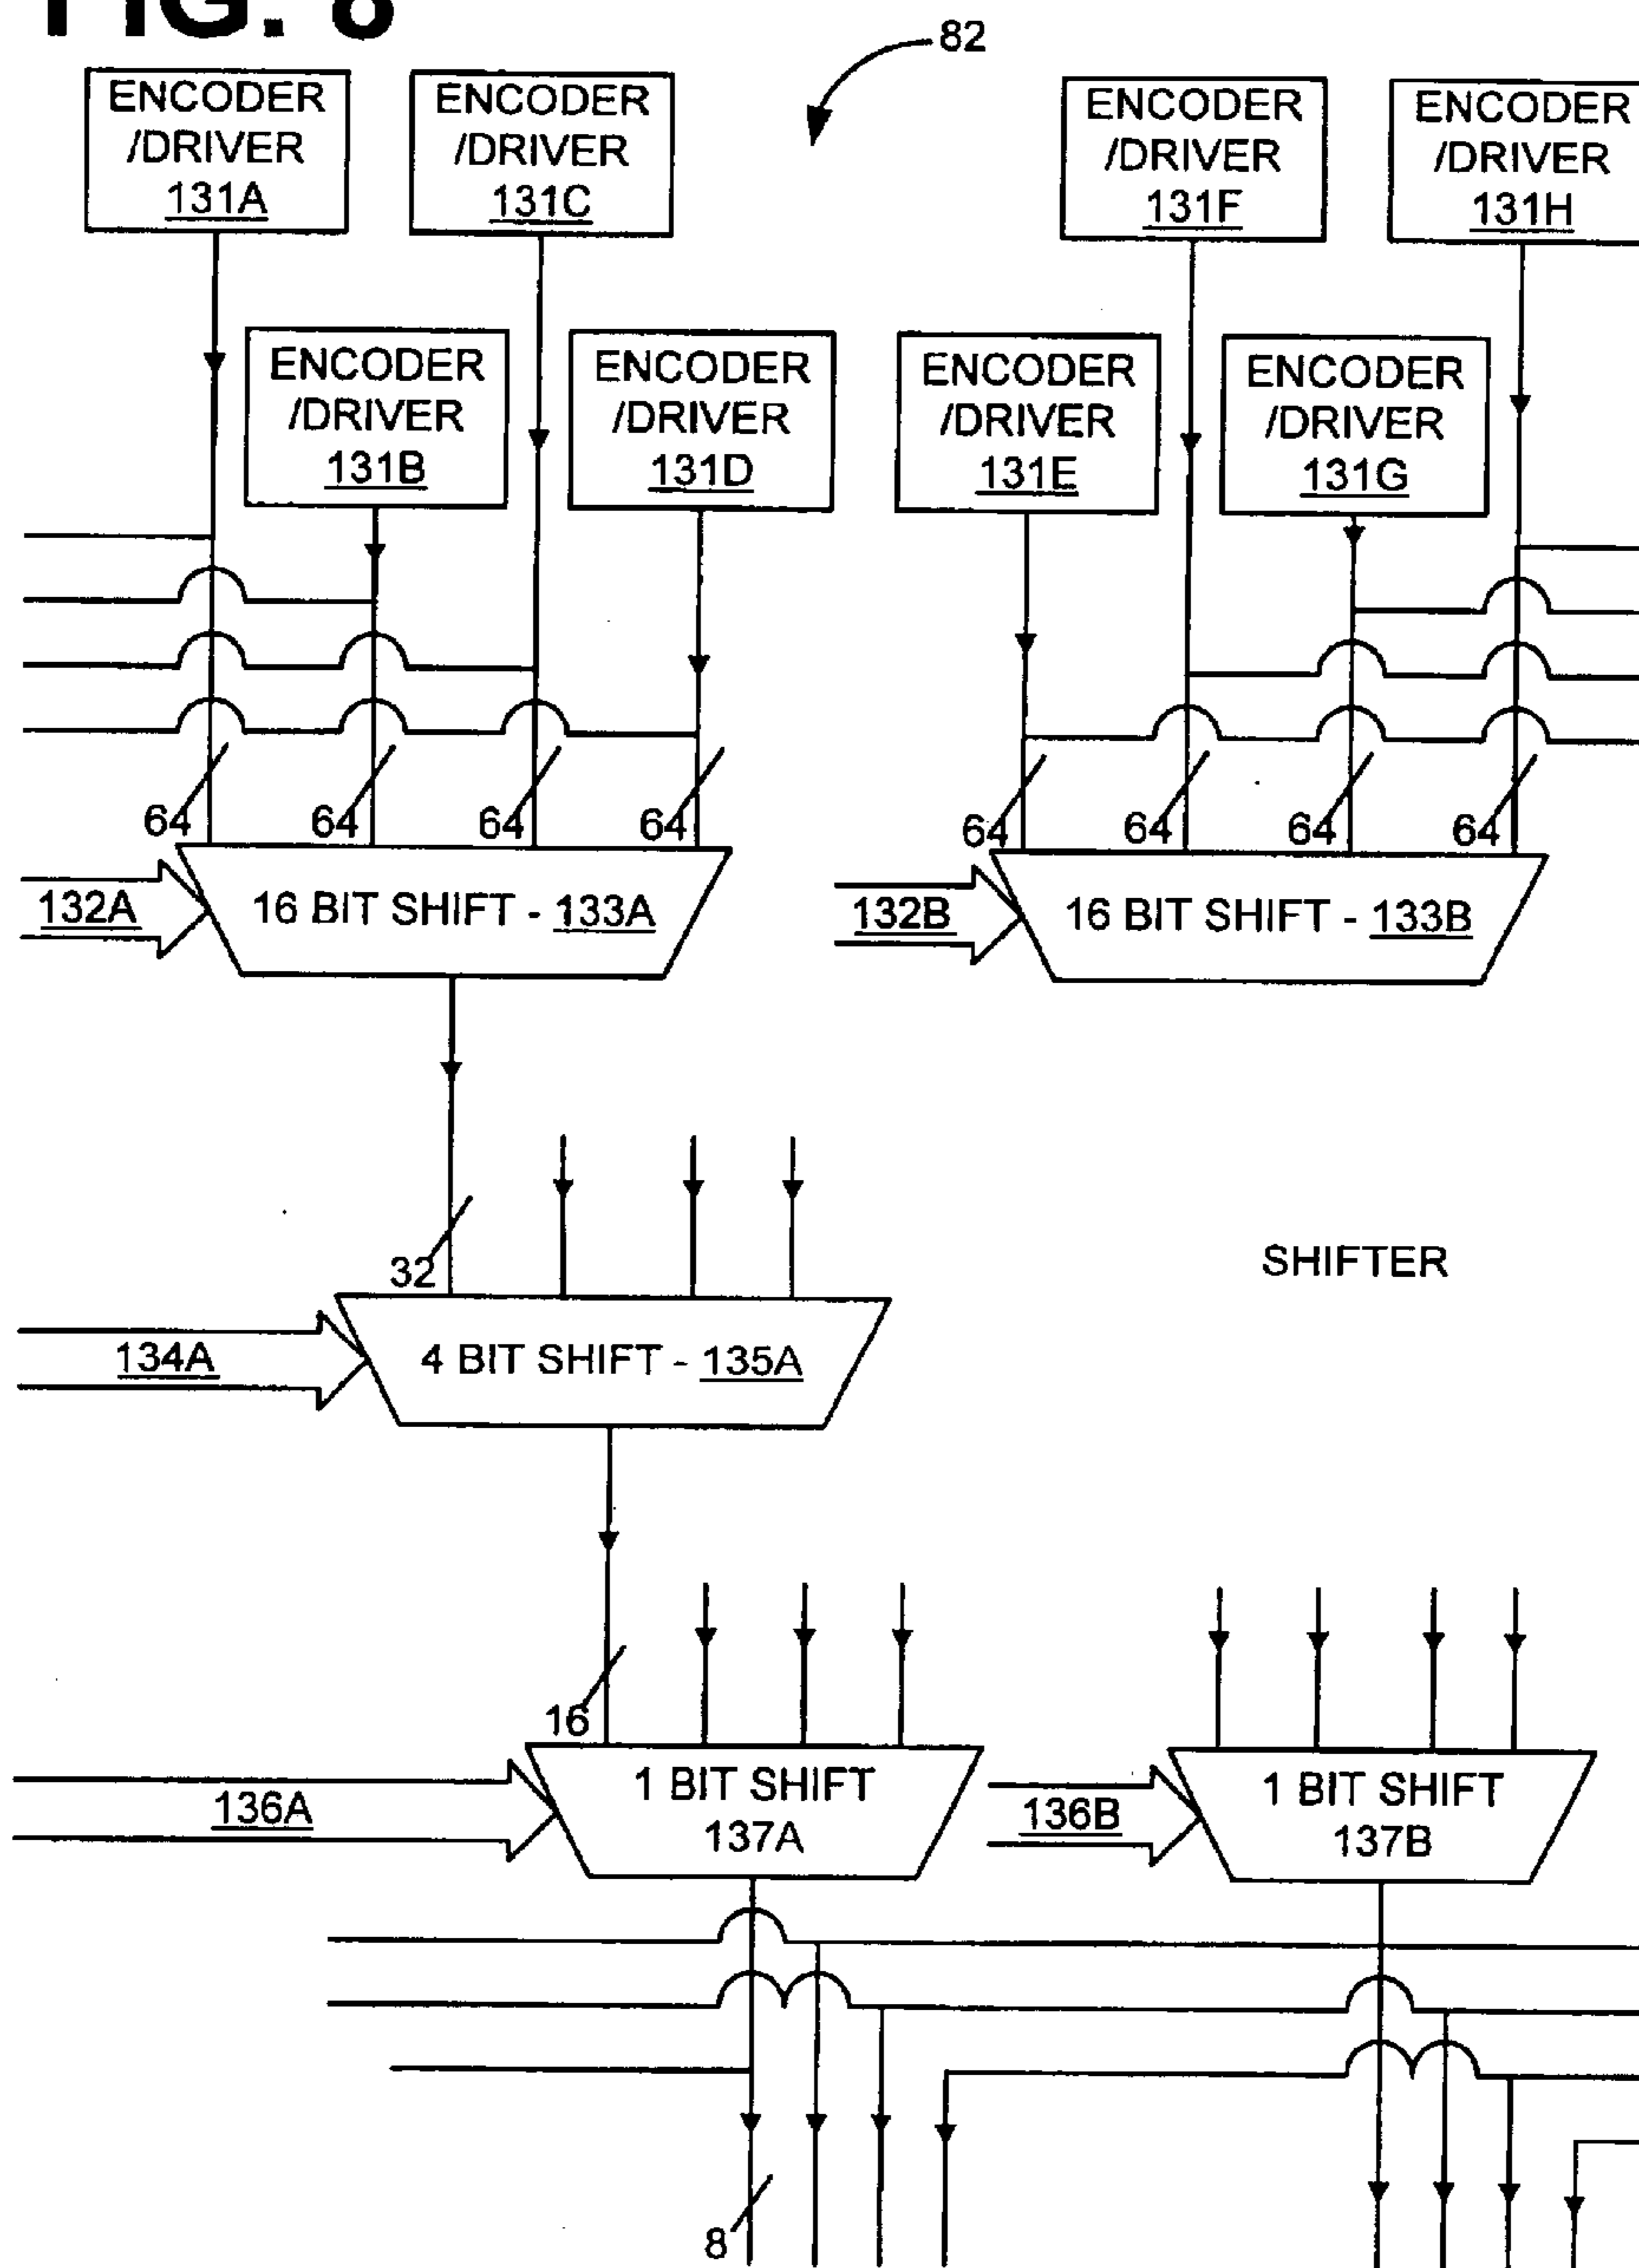 FIG. 8
82
ENCODER
/DRIVER
131A
ENCODER
/DRIVER
131C
ENCODER
/DRIVER
131F
ENCODER
/DRIVER
131H
ENCODER
/DRIVER
131B
ENCODER
/DRIVER
131D
ENCODER
/DRIVER
131E
ENCODER
/DRIVER
131G
64
64
64
64
64
64
64
64
132A
16 BIT SHIFT - 133A
132B
16 BIT SHIFT - 133B
32
SHIFTER
134A
4 BIT SHIFT - 135A
16
136A
1 BIT SHIFT
137A
136B
1 BIT SHIFT
137B
8